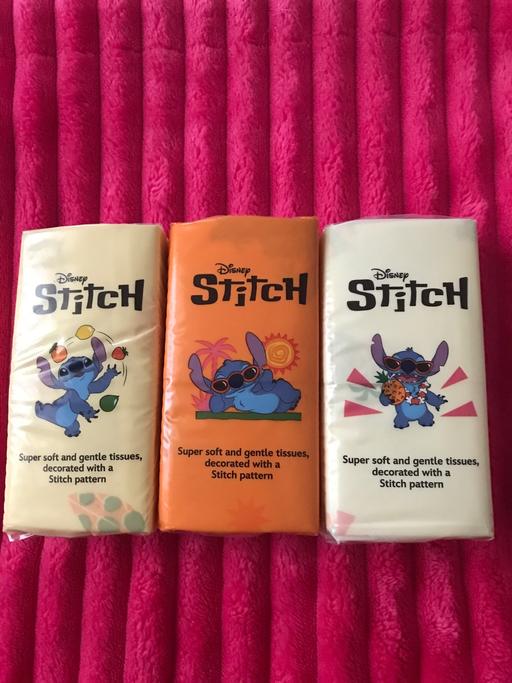 Disney
Stitch
Super soft and gentle tissues,
decorated with a
Stitch pattern
Disney
Stitch
Super soft and gentle tissues,
decorated with a
Stitch pattern
Disney
Stitch
Super soft and gentle tissues,
decorated with a
Stitch pattern